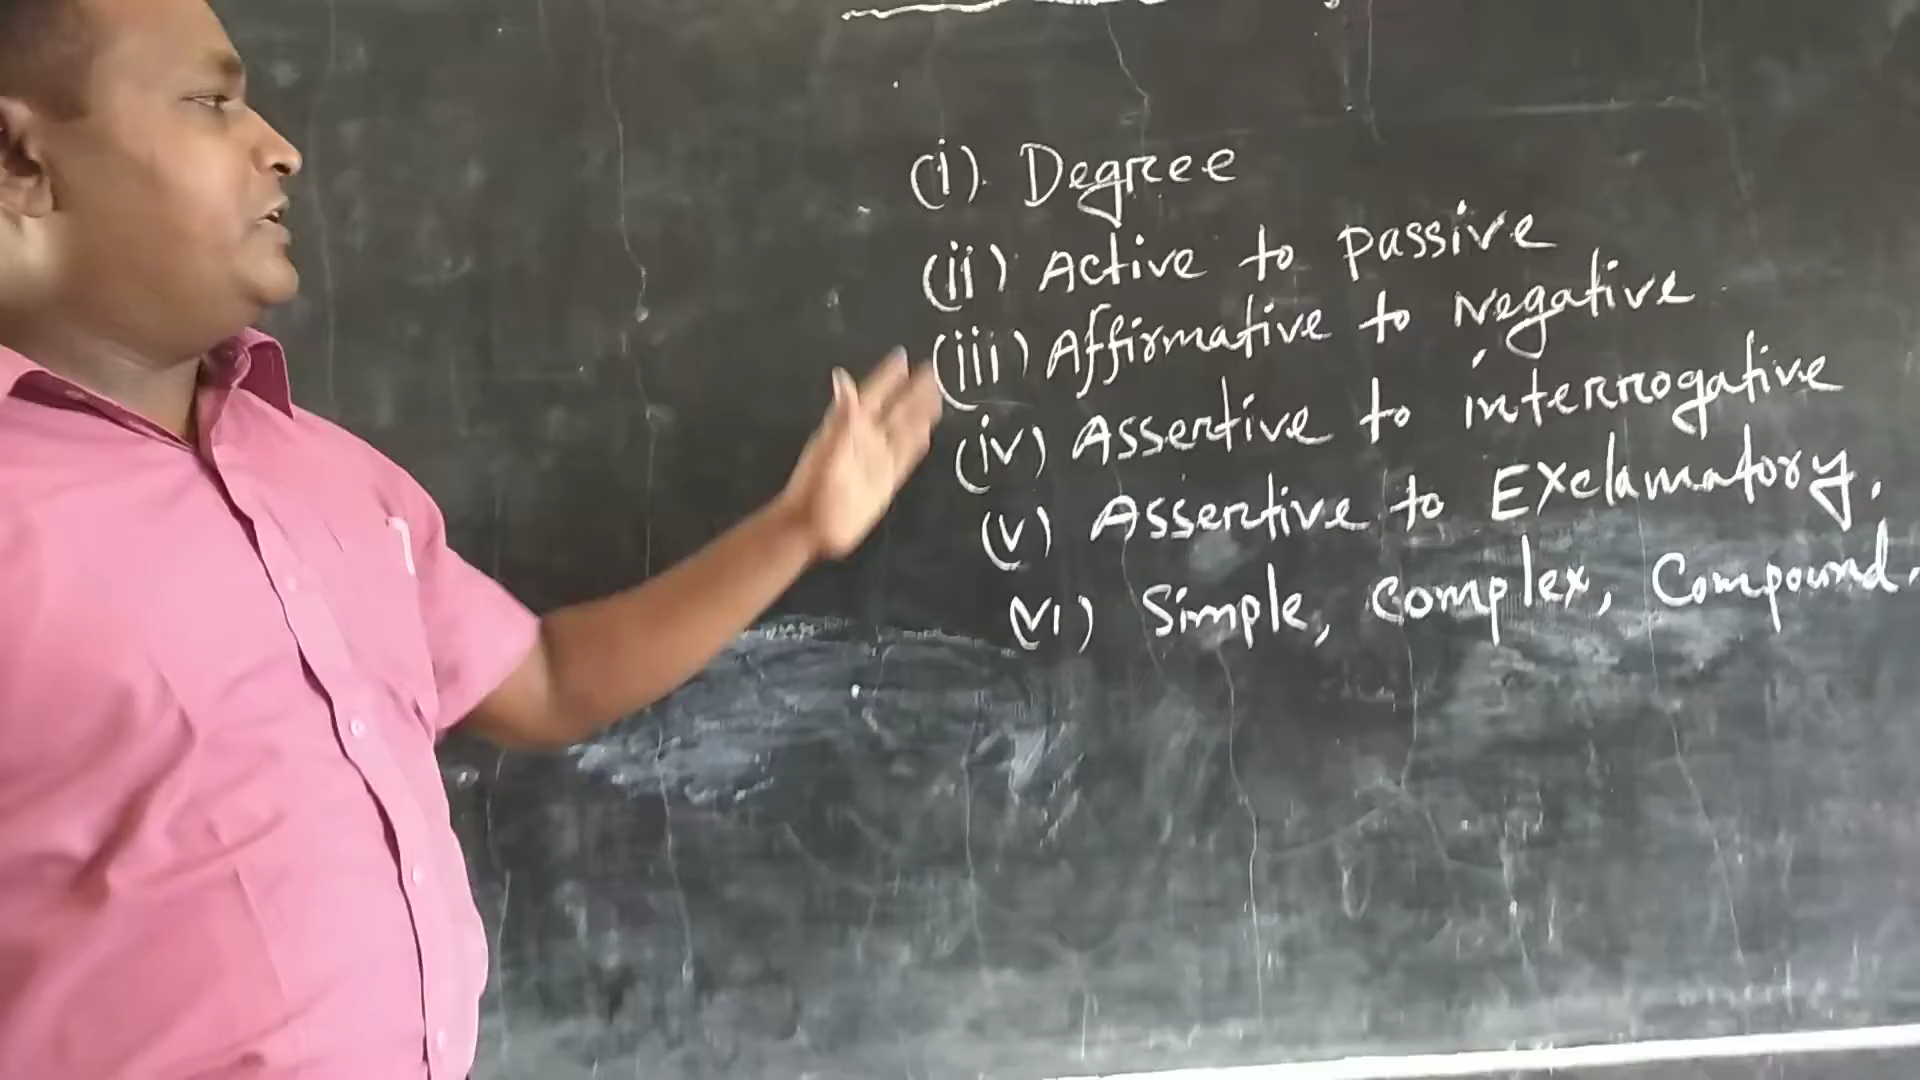 (i). Degree
(ii) Active to passive
(iii) Affirmative to Negative
(iv) Assertive to interrogative
(v) Assertive to Exclamatory.
(vi) Simple, Complex, Compound.